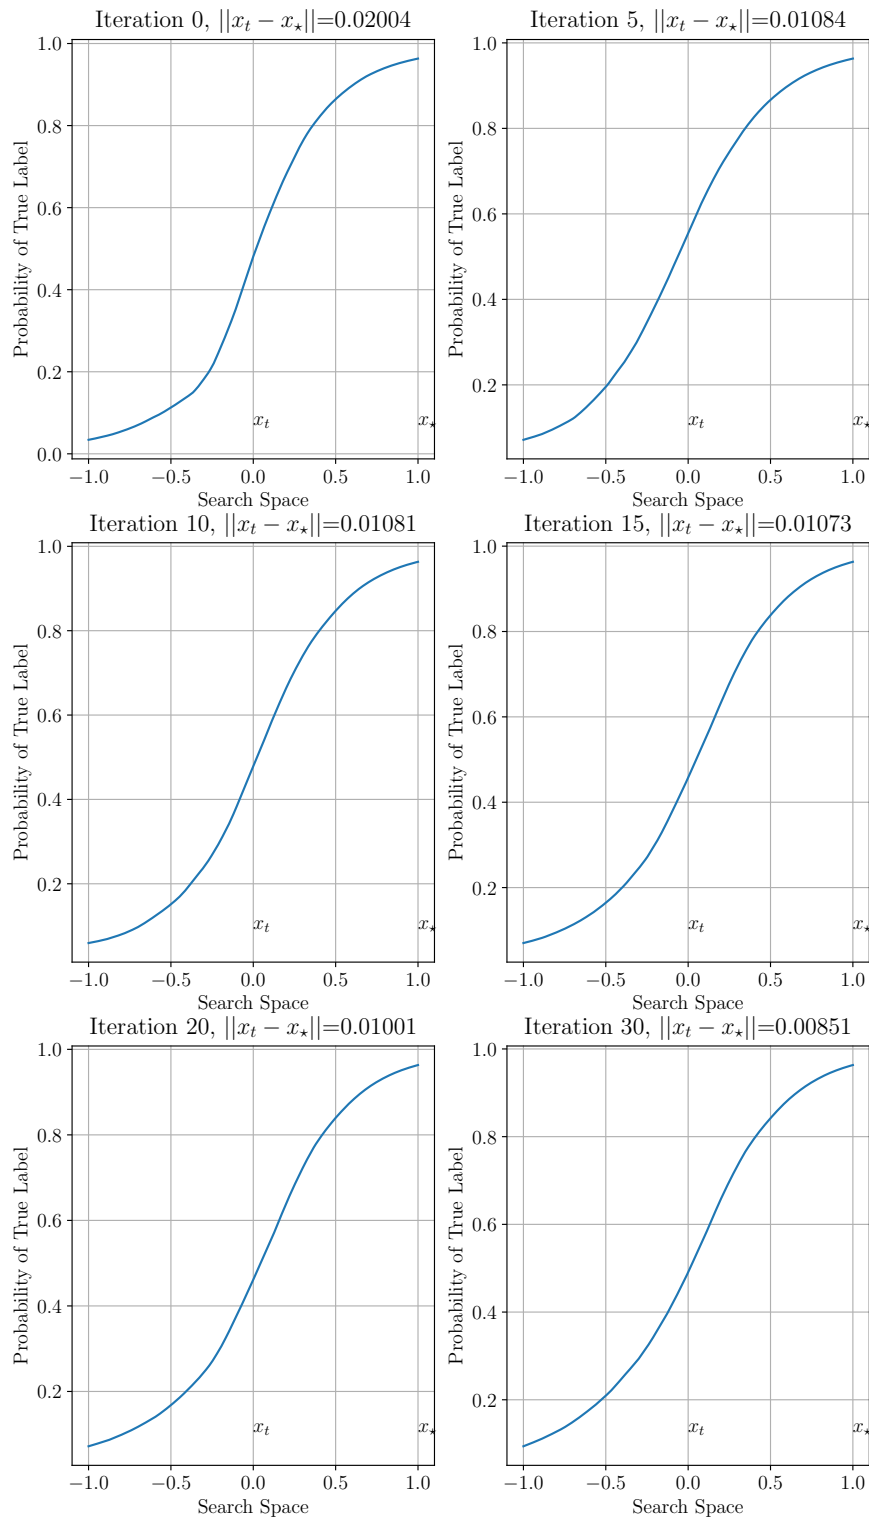 Iteration 0, ||x_t − x_⋆||=0.02004
Probability of True Label
1.0
0.8
0.6
0.4
0.2
0.0
x_t
x_⋆
−1.0 −0.5 0.0 0.5 1.0
Search Space
Iteration 5, ||x_t − x_⋆||=0.01084
Probability of True Label
1.0
0.8
0.6
0.4
0.2
x_t
x_⋆
−1.0 −0.5 0.0 0.5 1.0
Search Space
Iteration 10, ||x_t − x_⋆||=0.01081
Probability of True Label
1.0
0.8
0.6
0.4
0.2
x_t
x_⋆
−1.0 −0.5 0.0 0.5 1.0
Search Space
Iteration 15, ||x_t − x_⋆||=0.01073
Probability of True Label
1.0
0.8
0.6
0.4
0.2
x_t
x_⋆
−1.0 −0.5 0.0 0.5 1.0
Search Space
Iteration 20, ||x_t − x_⋆||=0.01001
Probability of True Label
1.0
0.8
0.6
0.4
0.2
x_t
x_⋆
−1.0 −0.5 0.0 0.5 1.0
Search Space
Iteration 30, ||x_t − x_⋆||=0.00851
Probability of True Label
1.0
0.8
0.6
0.4
0.2
x_t
x_⋆
−1.0 −0.5 0.0 0.5 1.0
Search Space